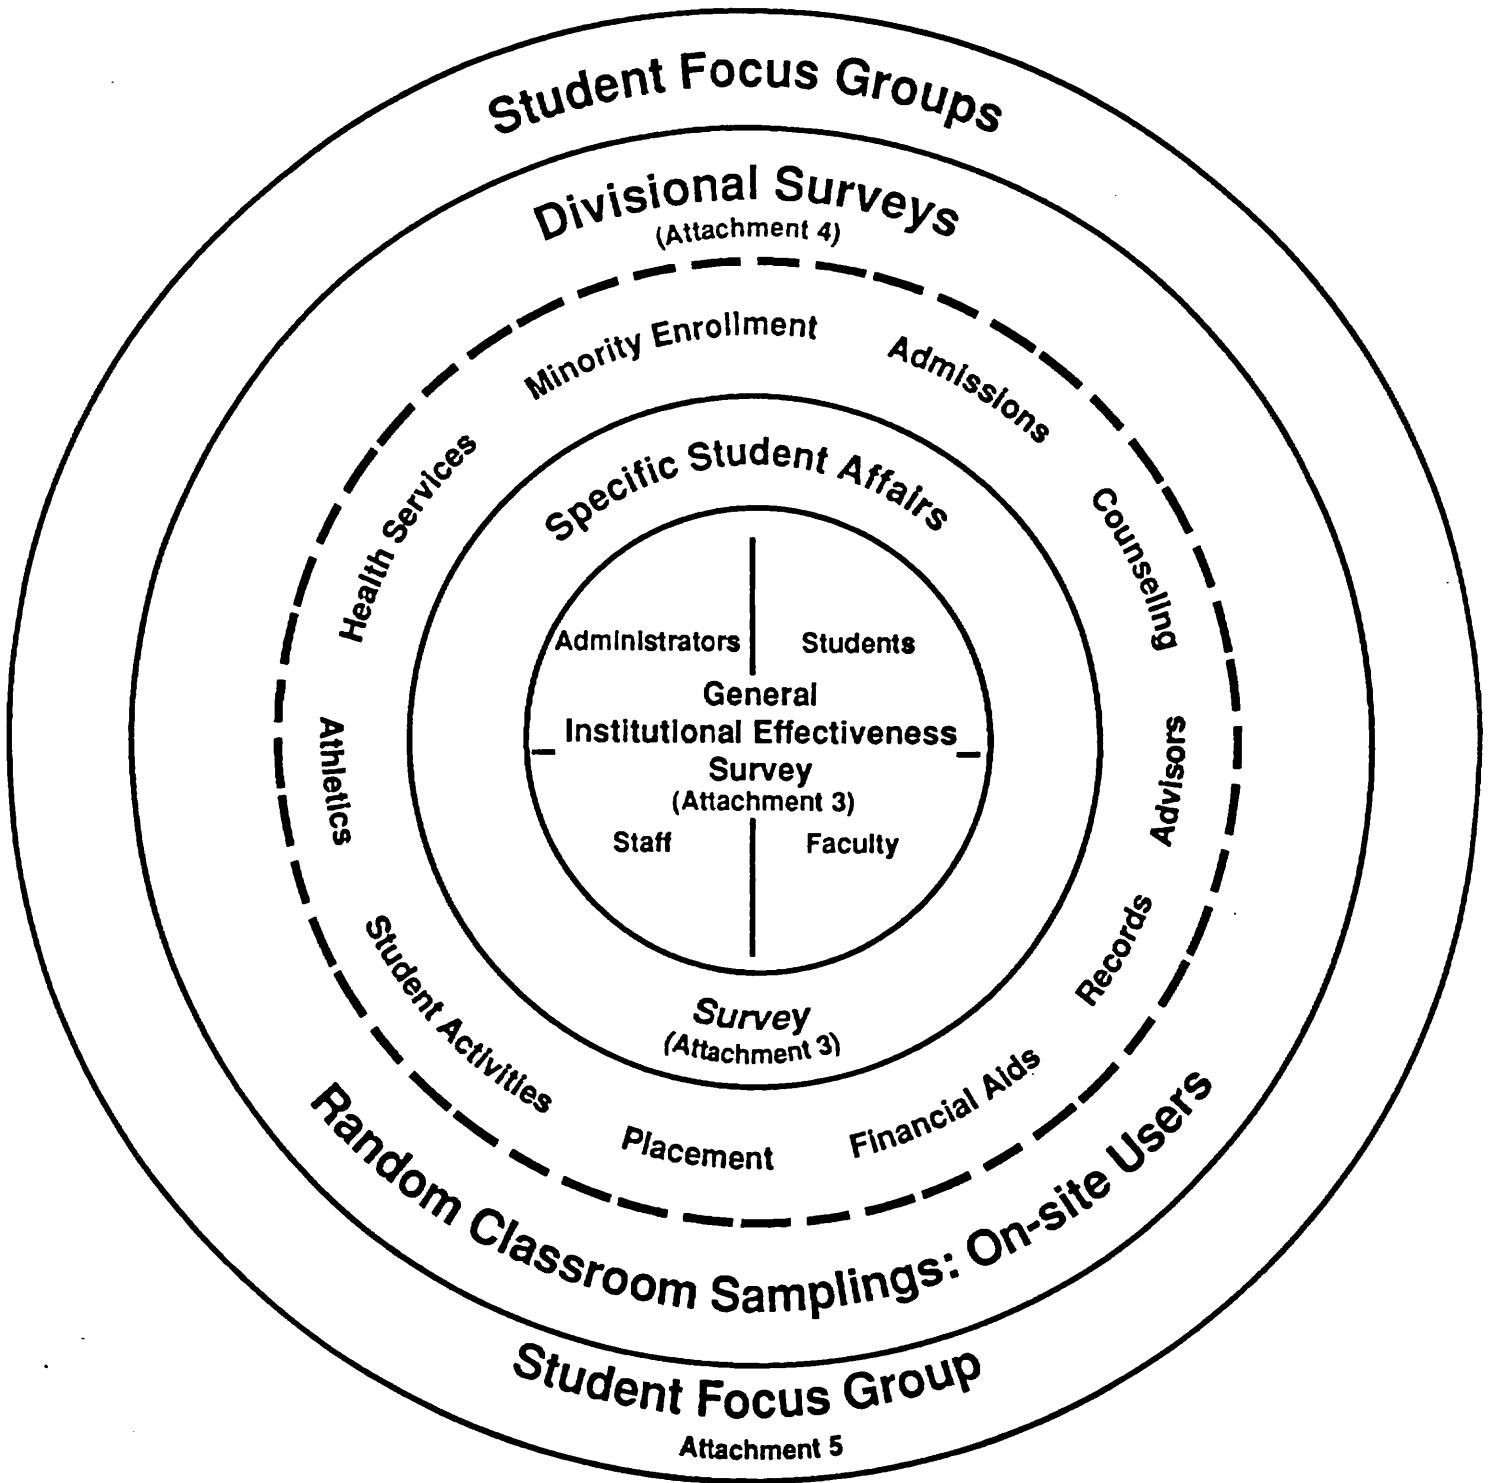 Student Focus Groups
Divisional Surveys
(Attachment 4)
Minority Enrollment
Admissions
Counseling
Advisors
Records
Financial Aids
Placement
Student Activities
Athletics
Health Services
Specific Student Affairs
Administrators
Students
General
Institutional Effectiveness
Survey
(Attachment 3)
Staff
Faculty
Survey
(Attachment 3)
Random Classroom Samplings: On-site Users
Student Focus Group
Attachment 5